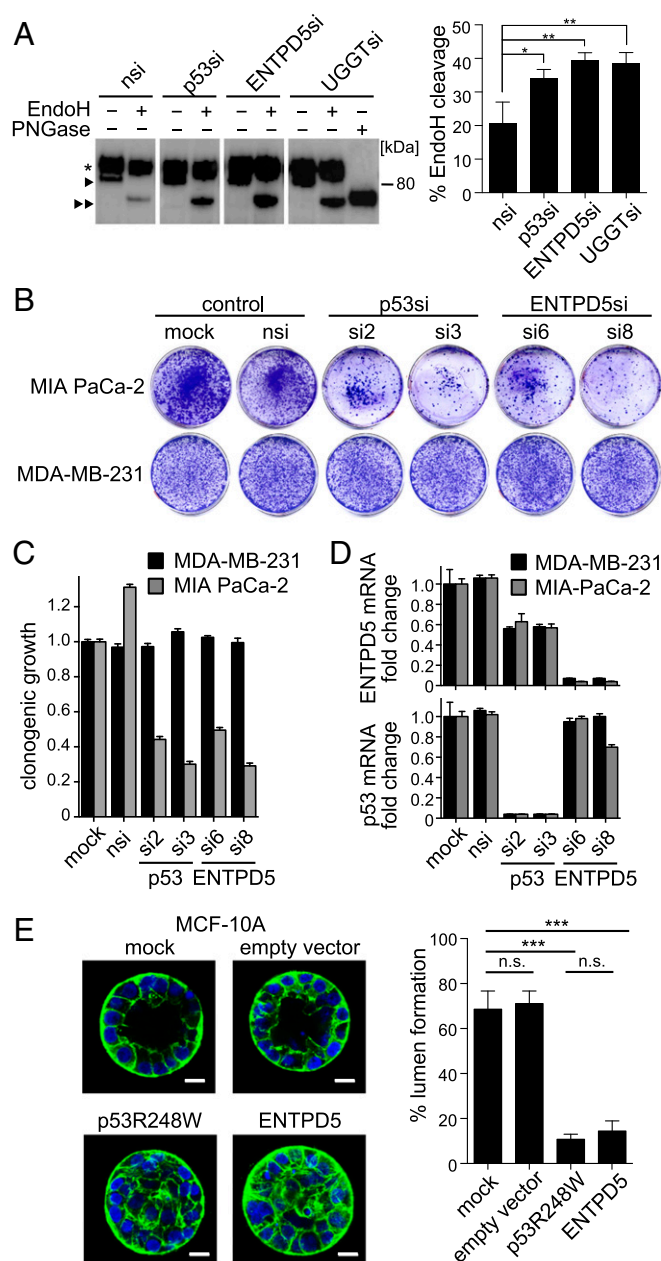 A
nsi
p53si
ENTPD5si
UGGTsi
EndoH − + − + − + − + −
PNGase − − − − − − − − +
[kDa]
*
80
% EndoH cleavage
50
40
30
20
10
0
*
**
**
nsi
p53si
ENTPD5si
UGGTsi
B
control p53si ENTPD5si
mock nsi si2 si3 si6 si8
MIA PaCa-2
MDA-MB-231
C
MDA-MB-231
MIA PaCa-2
clonogenic growth
1.2
1.0
0.8
0.6
0.4
0.2
0
mock nsi si2 si3 si6 si8
p53 ENTPD5
D
MDA-MB-231
MIA-PaCa-2
ENTPD5 mRNA
fold change
1.0
0.8
0.6
0.4
0.2
0
p53 mRNA
fold change
1.0
0.8
0.6
0.4
0.2
0
mock nsi si2 si3 si6 si8
p53 ENTPD5
E
MCF-10A
mock empty vector
p53R248W ENTPD5
% lumen formation
100
80
60
40
20
0
***
***
n.s. n.s.
mock
empty vector
p53R248W
ENTPD5